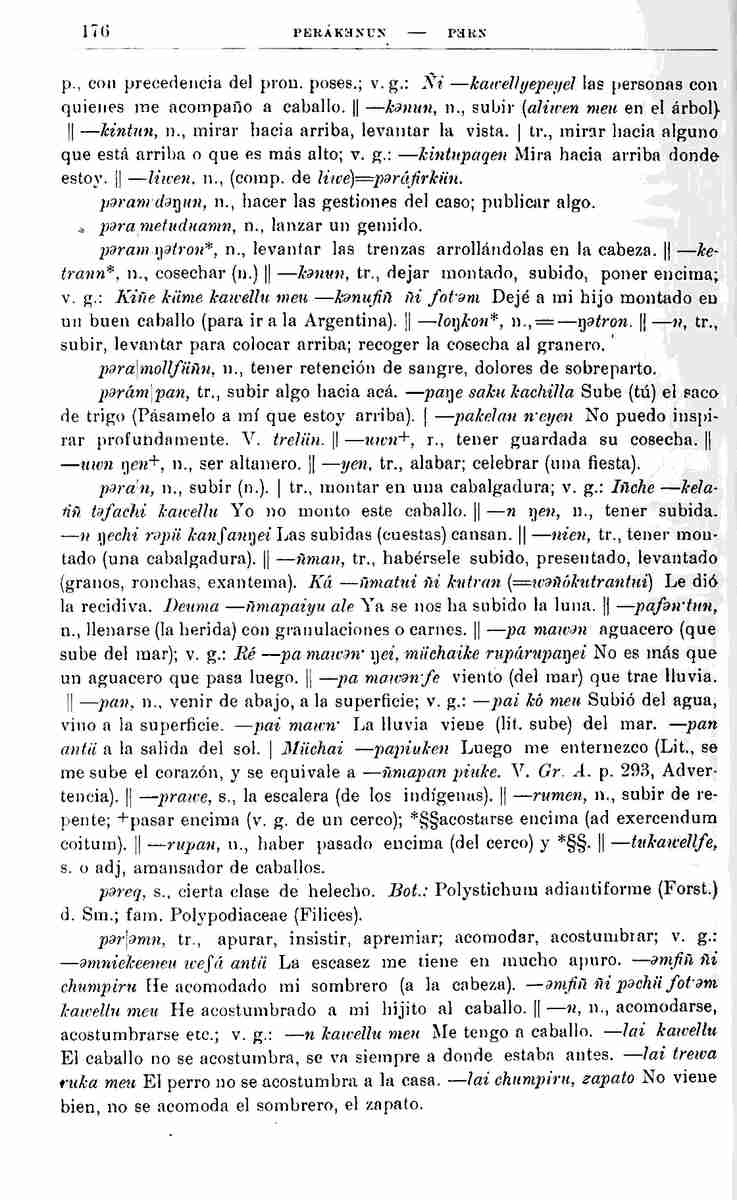 176 PERÁKƏNUN — PƏRN
p., con precedencia del pron. poses.; v. g.: Ñi —kawellyepeyel las personas con
quienes me acompaño a caballo. || —kənun, n., subir (aliwen meu en el árbol)
|| —kintun, n., mirar hacia arriba, levantar la vista. | tr., mirar hacia alguno
que está arriba o que es más alto; v. g.: —kintupaqen Mira hacia arriba donde
estoy. || —liwen, n., (comp. de liwe)=pəráfirkün.
pəram dəŋun, n., hacer las gestiones del caso; publicar algo.
pəra metuduamn, n., lanzar un gemido.
pəram ŋətron*, n., levantar las trenzas arrollándolas en la cabeza. || —ke-
trann*, n., cosechar (n.) || —kənun, tr., dejar montado, subido, poner encima;
v. g.: Kiñe küme kawellu meu —kənufiñ ñi fot·əm Dejé a mi hijo montado en
un buen caballo (para ir a la Argentina). || —loŋkon*, n.,=—ŋətron. || —n, tr.,
subir, levantar para colocar arriba; recoger la cosecha al granero.
pəra|mollfüñn, n., tener retención de sangre, dolores de sobreparto.
pərám|pan, tr., subir algo hacia acá. —paŋe saku kachilla Sube (tú) el saco
de trigo (Pásamelo a mí que estoy arriba). | —pakelan n·eyen No puedo inspi-
rar profundamente. V. trelün. || —uwn+, r., tener guardada su cosecha. ||
—uwn ŋen+, n., ser altanero. || —yen, tr., alabar; celebrar (una fiesta).
pəra|n, n., subir (n.). | tr., montar en una cabalgadura; v. g.: Iñche —kela-
fiñ təfachi kawellu Yo no monto este caballo. || —n ŋen, n., tener subida.
—n ŋechi rəpü kanſanŋei Las subidas (cuestas) cansan. || —nien, tr., tener mon-
tado (una cabalgadura). || —ñman, tr., habérsele subido, presentado, levantado
(granos, ronchas, exantema). Ká —ñmatui ñi kutran (=wəñókutrantui) Le dió
la recidiva. Deuma —ñmapaiyu ale Ya se nos ha subido la luna. || —pafən·tun,
n., llenarse (la herida) con granulaciones o carnes. || —pa mawən aguacero (que
sube del mar); v. g.: Ré —pa mawən· ŋei, müchaike rupárupaŋei No es más que
un aguacero que pasa luego. || —pa mawən·fe viento (del mar) que trae lluvia.
|| —pan, n., venir de abajo, a la superficie; v. g.: —pai kó meu Subió del agua,
vino a la superficie. —pai mawn· La lluvia viene (lit. sube) del mar. —pan
antü a la salida del sol. | Müchai —papiuken Luego me enternezco (Lit., se
me sube el corazón, y se equivale a —ñmapan piuke. V. Gr. A. p. 293, Adver-
tencia). || —prawe, s., la escalera (de los indígenas). || —rumen, n., subir de re-
pente; +pasar encima (v. g. de un cerco); *§§acostarse encima (ad exercendum
coitum). || —rupan, n., haber pasado encima (del cerco) y *§§. || —tukawellfe,
s. o adj, amansador de caballos.
pəreq, s., cierta clase de helecho. Bot.: Polystichum adiantiforme (Forst.)
d. Sm.; fam. Polypodiaceae (Filices).
pər|əmn, tr., apurar, insistir, apremiar; acomodar, acostumbrar; v. g.:
—əmniekeeneu weſá antü La escasez me tiene en mucho apuro. —əmfiñ ñi
chumpiru He acomodado mi sombrero (a la cabeza). —əmfiñ ñi pəchü fot·əm
kawellu meu He acostumbrado a mi hijito al caballo. || —n, n., acomodarse,
acostumbrarse etc.; v. g.: —n kawellu meu Me tengo a caballo. —lai kawellu
El caballo no se acostumbra, se va siempre a donde estaba antes. —lai trewa
ruka meu El perro no se acostumbra a la casa. —lai chumpiru, zapato No viene
bien, no se acomoda el sombrero, el zapato.